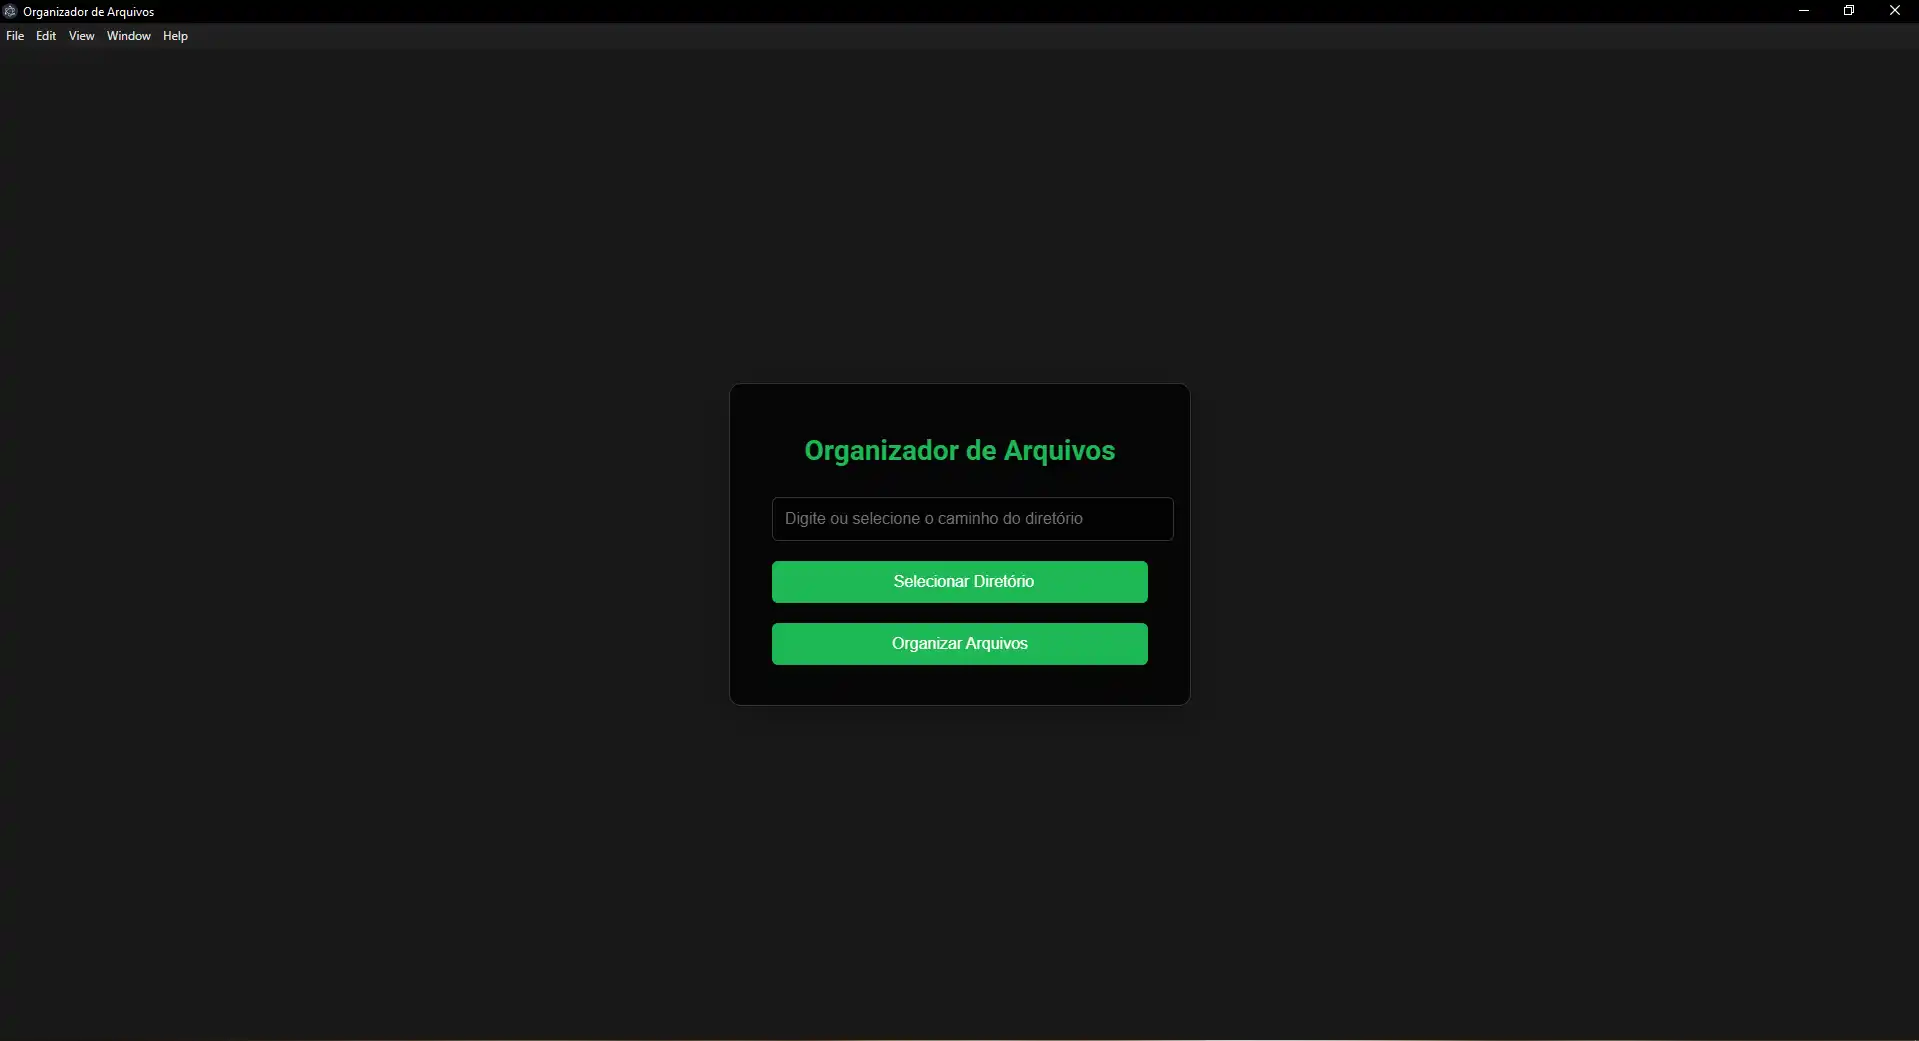 Organizador de Arquivos
File Edit View Window Help
Organizador de Arquivos
Digite ou selecione o caminho do diretório
Selecionar Diretório
Organizar Arquivos